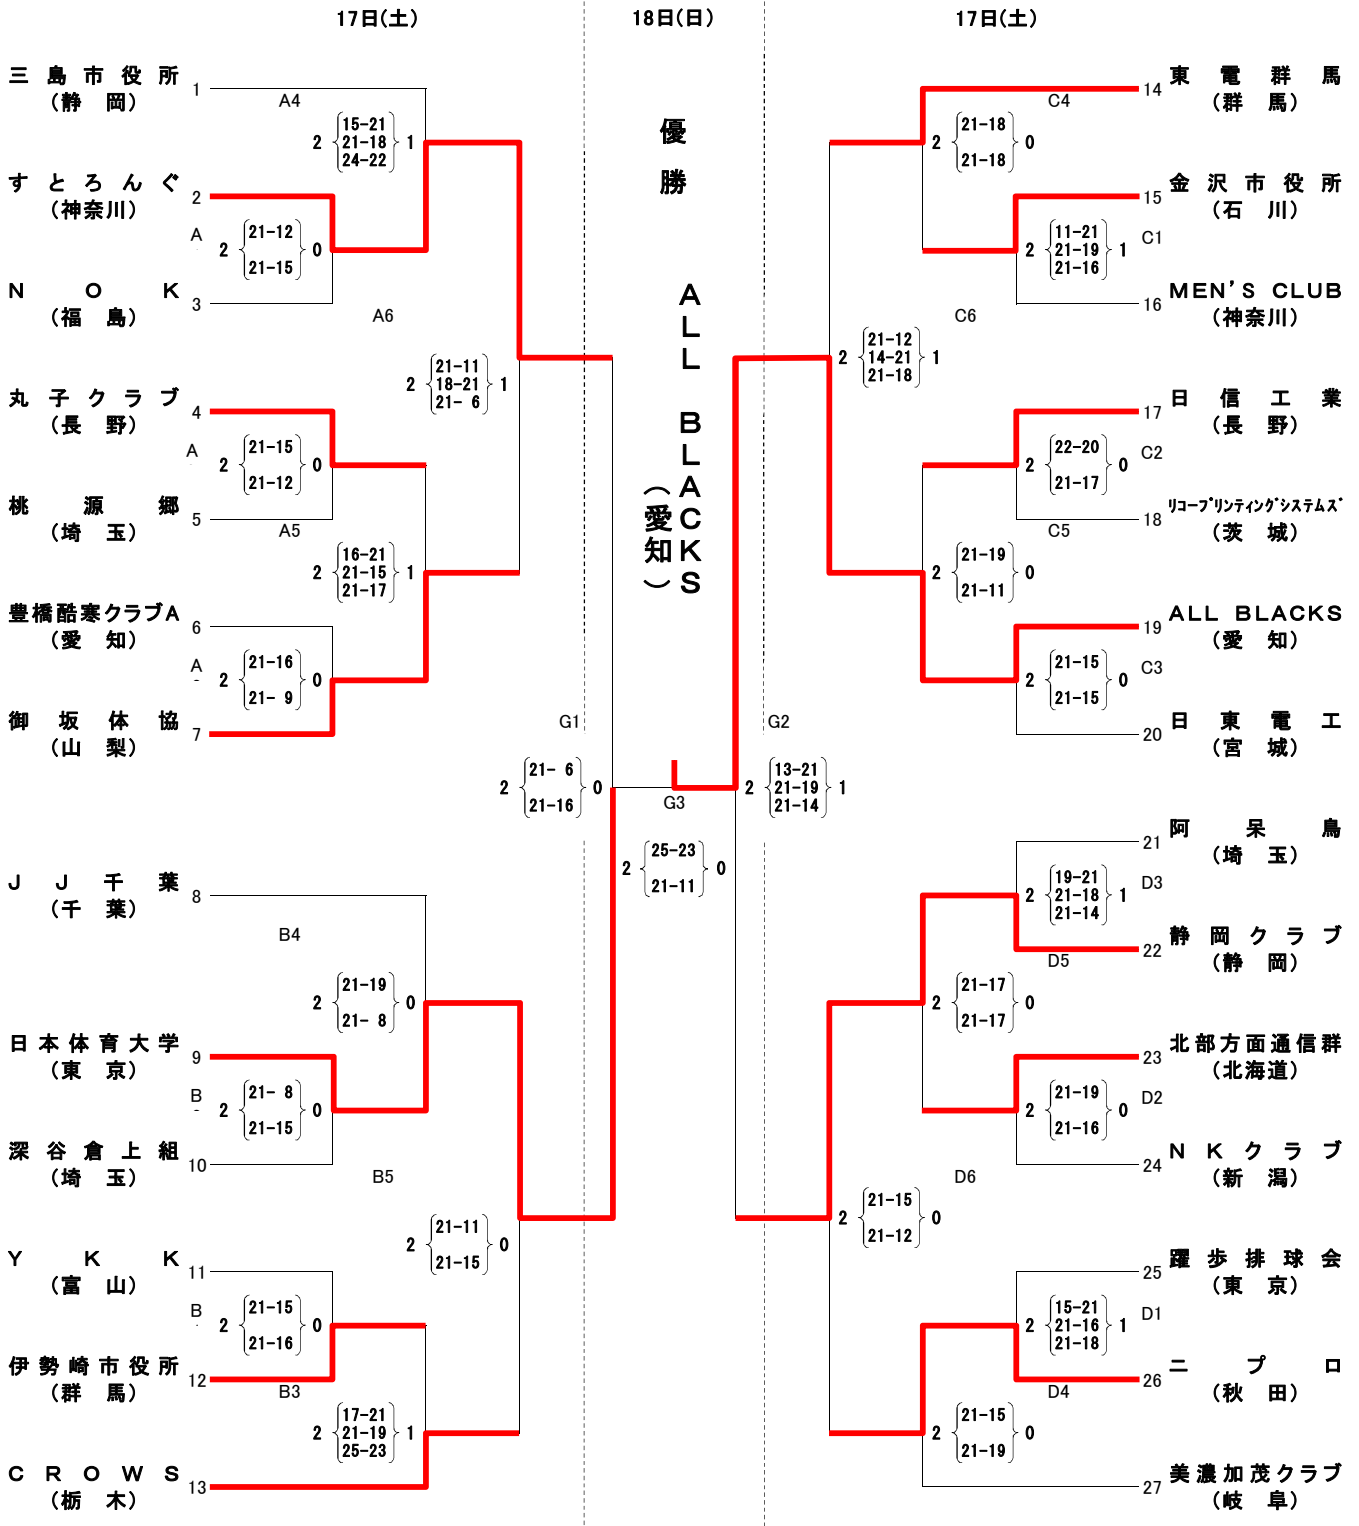 17日(土)
18日(日)
17日(土)
優勝
ALL BLACKS
(愛知)
三島市役所
(静岡)
1
A4
2 15-21 1
21-18
24-22
すとろんぐ
(神奈川)
2
A
2 21-12 0
21-15
NOK
(福島)
3
A6
2 21-11 1
18-21
21- 6
丸子クラブ
(長野)
4
A
2 21-15 0
21-12
桃源郷
(埼玉)
5
A5
2 16-21 1
21-15
21-17
豊橋酷寒クラブA
(愛知)
6
A
2 21-16 0
21- 9
御坂体協
(山梨)
7
G1
2 21- 6 0
21-16
JJ千葉
(千葉)
8
B4
2 21-19 0
21- 8
日本体育大学
(東京)
9
B
2 21- 8 0
21-15
深谷倉上組
(埼玉)
10
B5
2 21-11 0
21-15
YKK
(富山)
11
B
2 21-15 0
21-16
伊勢崎市役所
(群馬)
12
B3
2 17-21 1
21-19
25-23
CROWS
(栃木)
13
G3
2 25-23 0
21-11
東電群馬
(群馬)
14
C4
2 21-18 0
21-18
金沢市役所
(石川)
15
C1
2 11-21 1
21-19
21-16
MEN'S CLUB
(神奈川)
16
C6
2 21-12 1
14-21
21-18
日信工業
(長野)
17
C2
2 22-20 0
21-17
リコープリンティングシステムズ
(茨城)
18
C5
2 21-19 0
21-11
ALL BLACKS
(愛知)
19
C3
2 21-15 0
21-15
日東電工
(宮城)
20
G2
2 13-21 1
21-19
21-14
阿呆鳥
(埼玉)
21
D3
2 19-21 1
21-18
21-14
静岡クラブ
(静岡)
22
D5
2 21-17 0
21-17
北部方面通信群
(北海道)
23
D2
2 21-19 0
21-16
NKクラブ
(新潟)
24
D6
2 21-15 0
21-12
躍歩排球会
(東京)
25
D1
2 15-21 1
21-16
21-18
ニプロ
(秋田)
26
D4
2 21-15 0
21-19
美濃加茂クラブ
(岐阜)
27